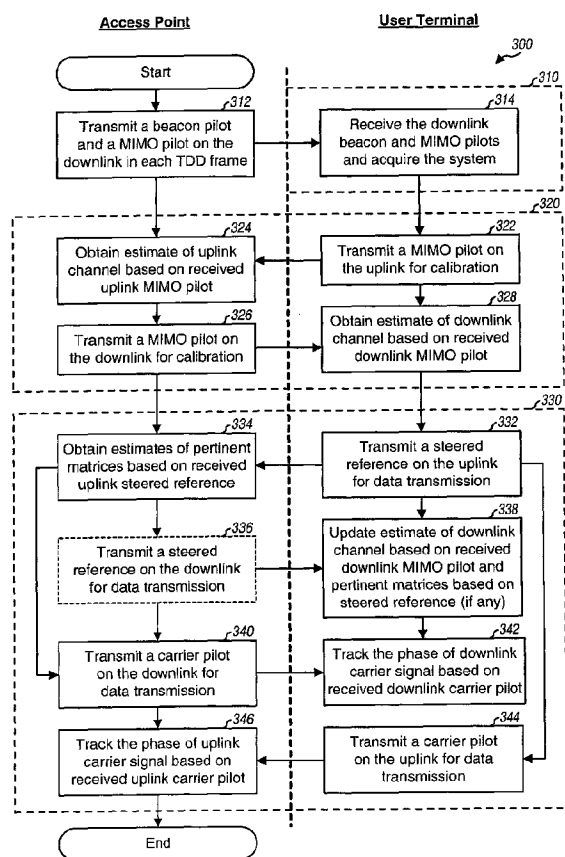 Access Point
User Terminal
300
Start
310
312
Transmit a beacon pilot
and a MIMO pilot on the
downlink in each TDD frame
314
Receive the downlink
beacon and MIMO pilots
and acquire the system
320
324
Obtain estimate of uplink
channel based on received
uplink MIMO pilot
322
Transmit a MIMO pilot on
the uplink for calibration
326
Transmit a MIMO pilot on
the downlink for calibration
328
Obtain estimate of downlink
channel based on received
downlink MIMO pilot
330
334
Obtain estimates of pertinent
matrices based on received
uplink steered reference
332
Transmit a steered
reference on the uplink
for data transmission
336
Transmit a steered
reference on the downlink
for data transmission
338
Update estimate of downlink
channel based on received
downlink MIMO pilot and
pertinent matrices based on
steered reference (if any)
340
Transmit a carrier pilot
on the downlink for
data transmission
342
Track the phase of downlink
carrier signal based on
received downlink carrier pilot
346
Track the phase of uplink
carrier signal based on
received uplink carrier pilot
344
Transmit a carrier pilot
on the uplink for data
transmission
End